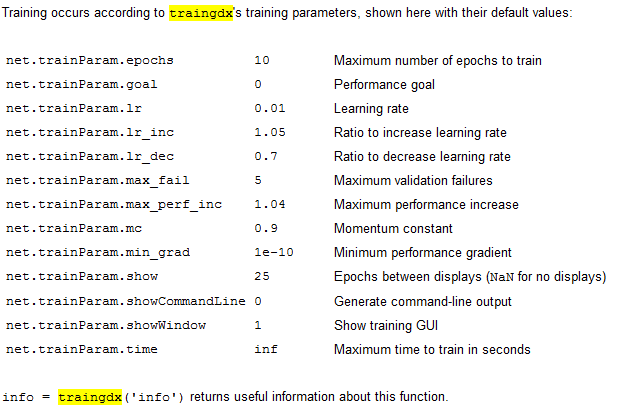 Training occurs according to traingdx's training parameters, shown here with their default values:
net.trainParam.epochs 10 Maximum number of epochs to train
net.trainParam.goal 0 Performance goal
net.trainParam.lr 0.01 Learning rate
net.trainParam.lr_inc 1.05 Ratio to increase learning rate
net.trainParam.lr_dec 0.7 Ratio to decrease learning rate
net.trainParam.max_fail 5 Maximum validation failures
net.trainParam.max_perf_inc 1.04 Maximum performance increase
net.trainParam.mc 0.9 Momentum constant
net.trainParam.min_grad 1e-10 Minimum performance gradient
net.trainParam.show 25 Epochs between displays (NaN for no displays)
net.trainParam.showCommandLine 0 Generate command-line output
net.trainParam.showWindow 1 Show training GUI
net.trainParam.time inf Maximum time to train in seconds
info = traingdx('info') returns useful information about this function.